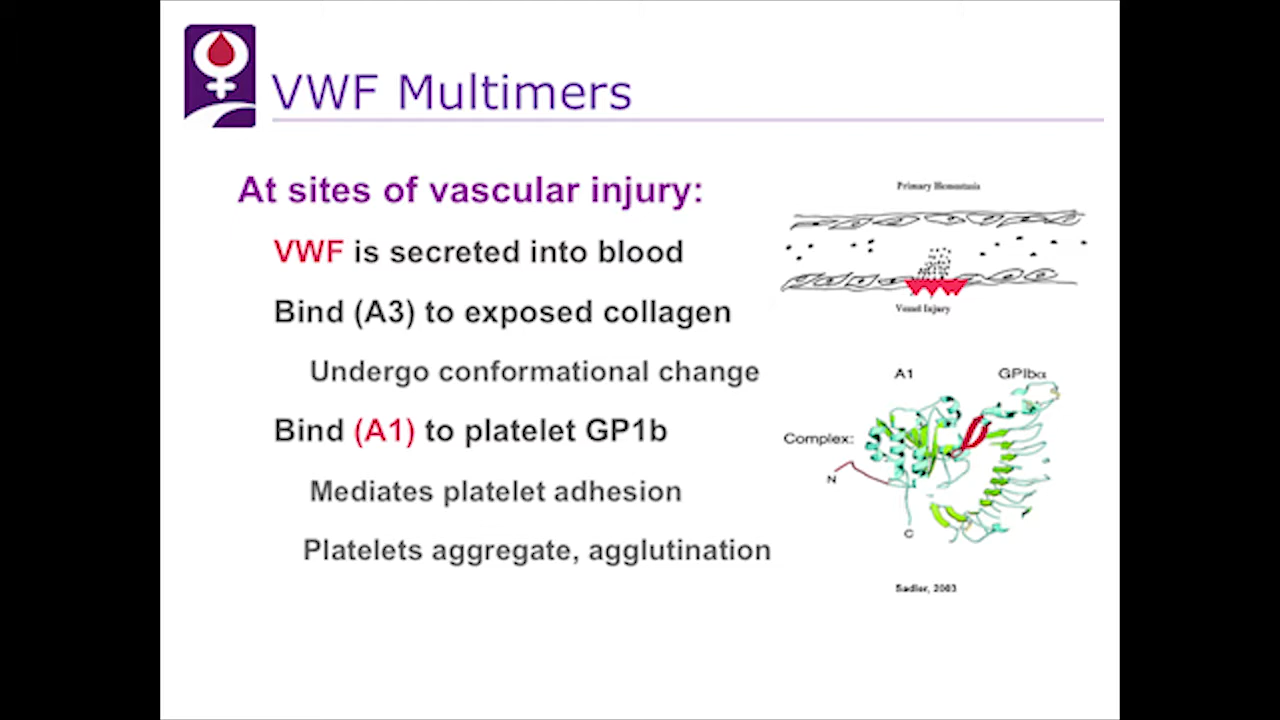 VWF Multimers
At sites of vascular injury:
VWF is secreted into blood
Bind (A3) to exposed collagen
Undergo conformational change
Bind (A1) to platelet GP1b
Mediates platelet adhesion
Platelets aggregate, agglutination
Primary Hemostasis
Vessel Injury
A1
GPIbα
Complex:
N
C
Sadler, 2003